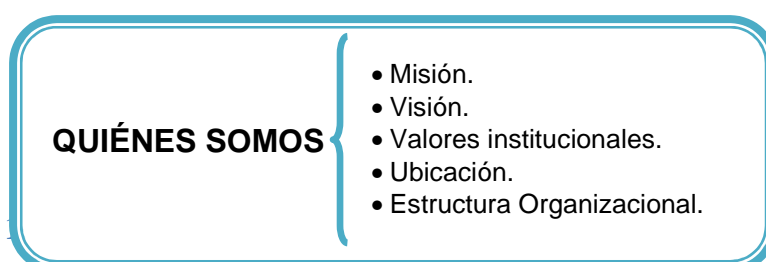 QUIÉNES SOMOS
• Misión.
• Visión.
• Valores institucionales.
• Ubicación.
• Estructura Organizacional.